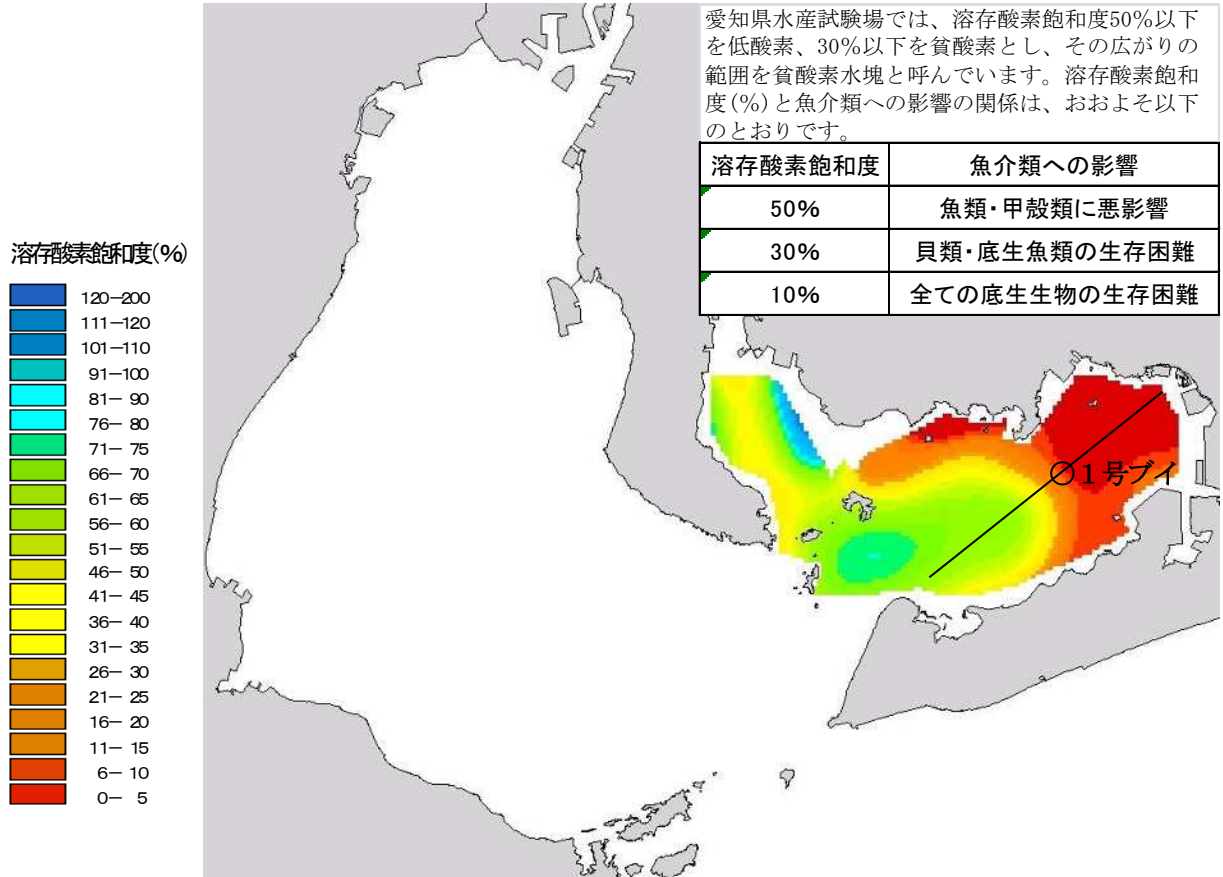 愛知県水産試験場では、溶存酸素飽和度50%以下
を低酸素、30%以下を貧酸素とし、その広がりの
範囲を貧酸素水塊と呼んでいます。溶存酸素飽和
度(%)と魚介類への影響の関係は、おおよそ以下
のとおりです。
溶存酸素飽和度 魚介類への影響
50% 魚類・甲殻類に悪影響
30% 貝類・底生魚類の生存困難
10% 全ての底生生物の生存困難
溶存酸素飽和度(%)
120-200
111-120
101-110
91-100
81- 90
76- 80
71- 75
66- 70
61- 65
56- 60
51- 55
46- 50
41- 45
36- 40
31- 35
26- 30
21- 25
16- 20
11- 15
6- 10
0- 5
1号ブイ